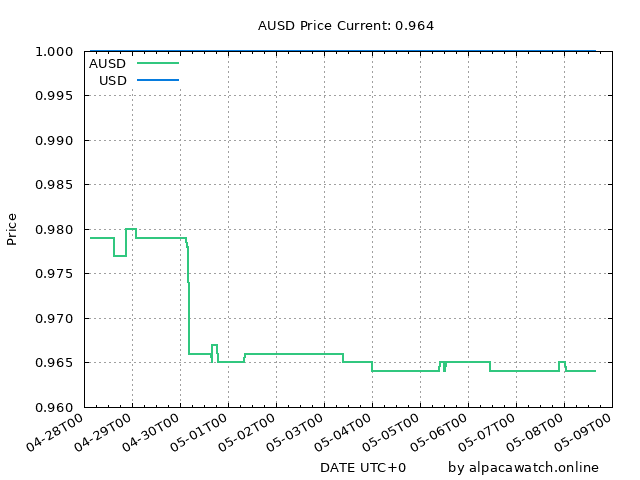 AUSD Price Current: 0.964
1.000
AUSD
USD
0.995
0.990
0.985
0.980
Price
0.975
0.970
0.965
0.960
04-28T00 04-29T00 04-30T00 05-01T00 05-02T00 05-03T00 05-04T00 05-05T00 05-06T00 05-07T00 05-08T00 05-09T00
DATE UTC+0 by alpacawatch.online